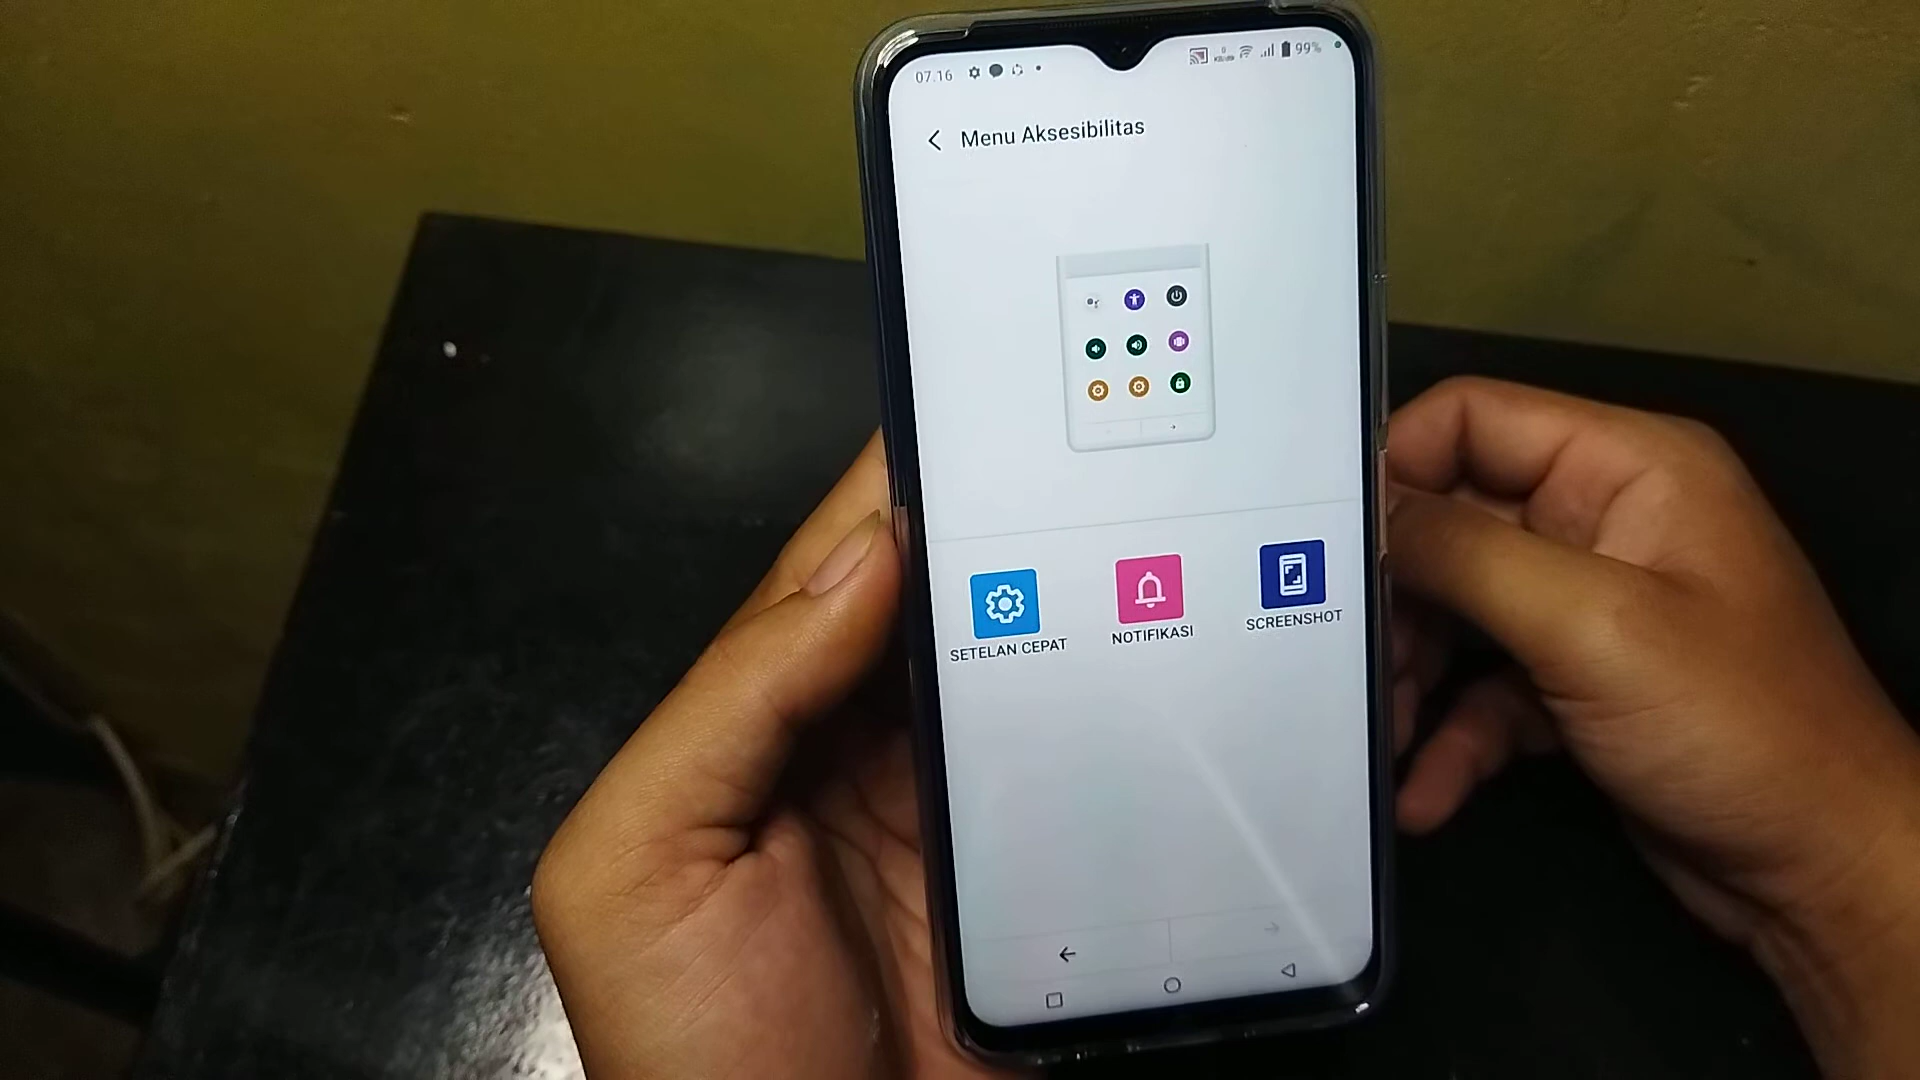 07.16
99%
Menu Aksesibilitas
SETELAN CEPAT
NOTIFIKASI
SCREENSHOT